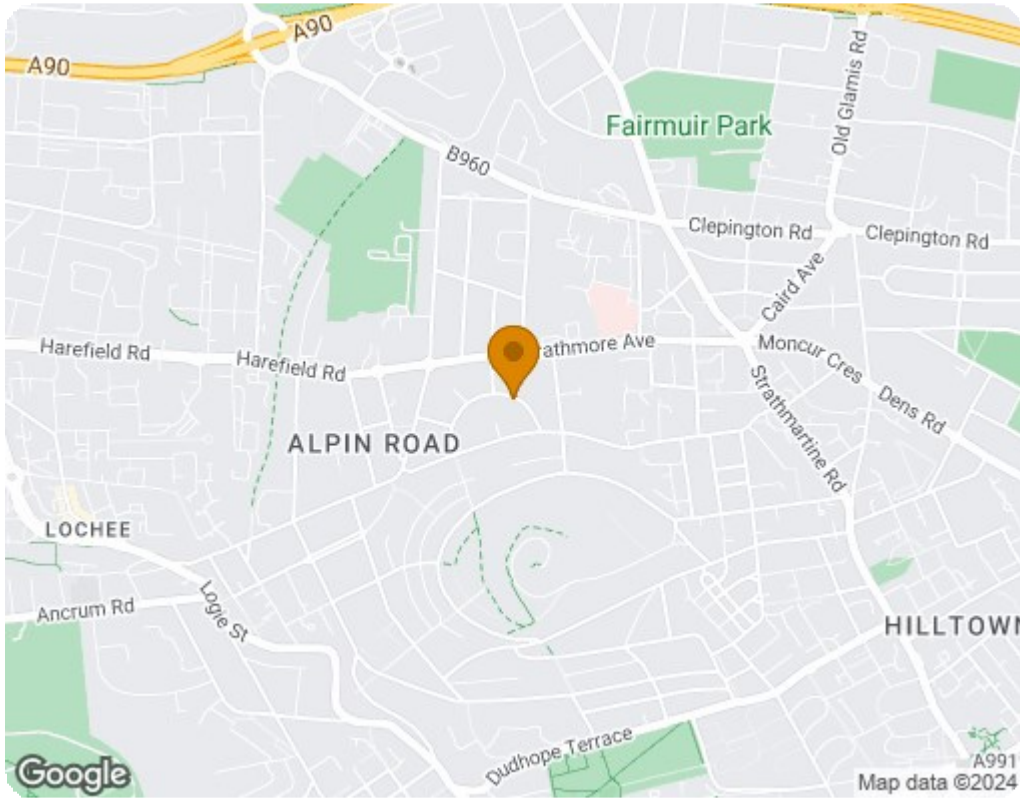 A90
A90
Old Glamis Rd
Fairmuir Park
B960
Clepington Rd
Clepington Rd
Caird Ave
Harefield Rd
Harefield Rd
athmore Ave
Moncur Cres
Dens Rd
Strathmartine Rd
ALPIN ROAD
LOCHEE
Ancrum Rd
Logie St
HILLTOWN
Dudhope Terrace
A991
Google
Map data ©2024